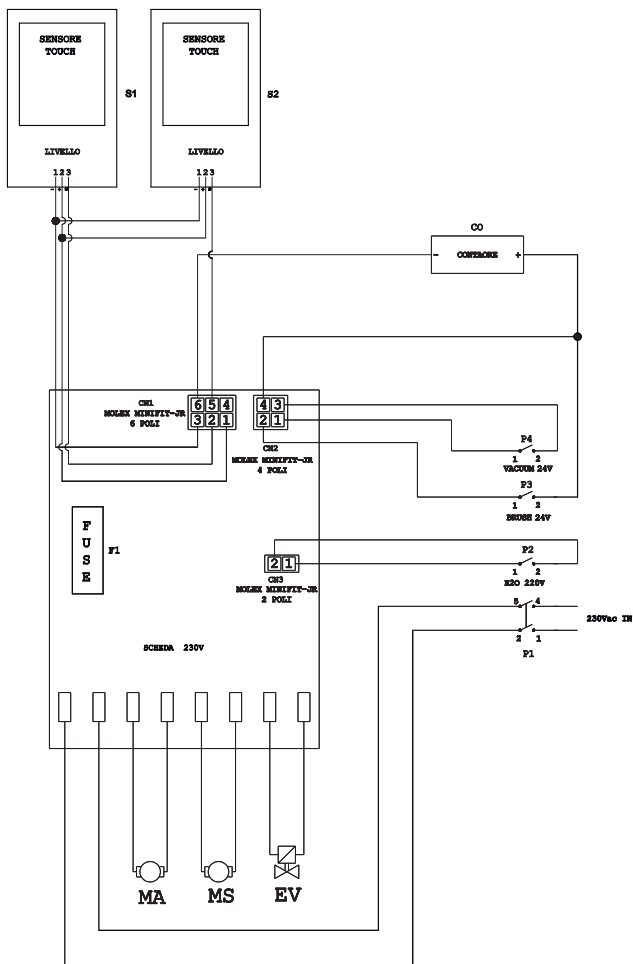 SENSORE
TOUCH
S1
LIVELLO
1 2 3
- + •
SENSORE
TOUCH
S2
LIVELLO
1 2 3
- + •
CO
- CONTAORE +
CN1
MOLEX MINIFIT-JR
6 POLI
6 5 4
3 2 1
4 3
2 1
CN2
MOLEX MINIFIT-JR
4 POLI
P4
1 2
VACUUM 24V
P3
1 2
BRUSH 24V
F
U
S
E
F1
2 1
CN3
MOLEX MINIFIT-JR
2 POLI
P2
1 2
H2O 220V
5 4
230Vac IN
2 1
P1
SCHEDA 230V
MA
MS
EV